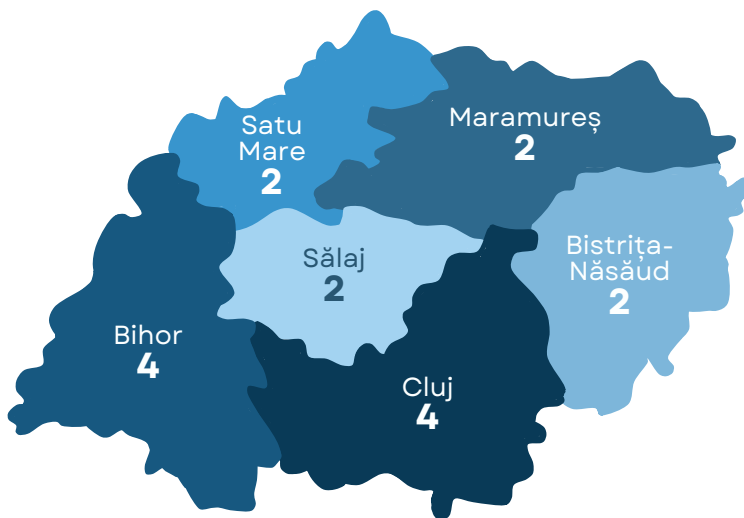 Satu
Mare
2
Maramureș
2
Sălaj
2
Bistrița-
Năsăud
2
Bihor
4
Cluj
4